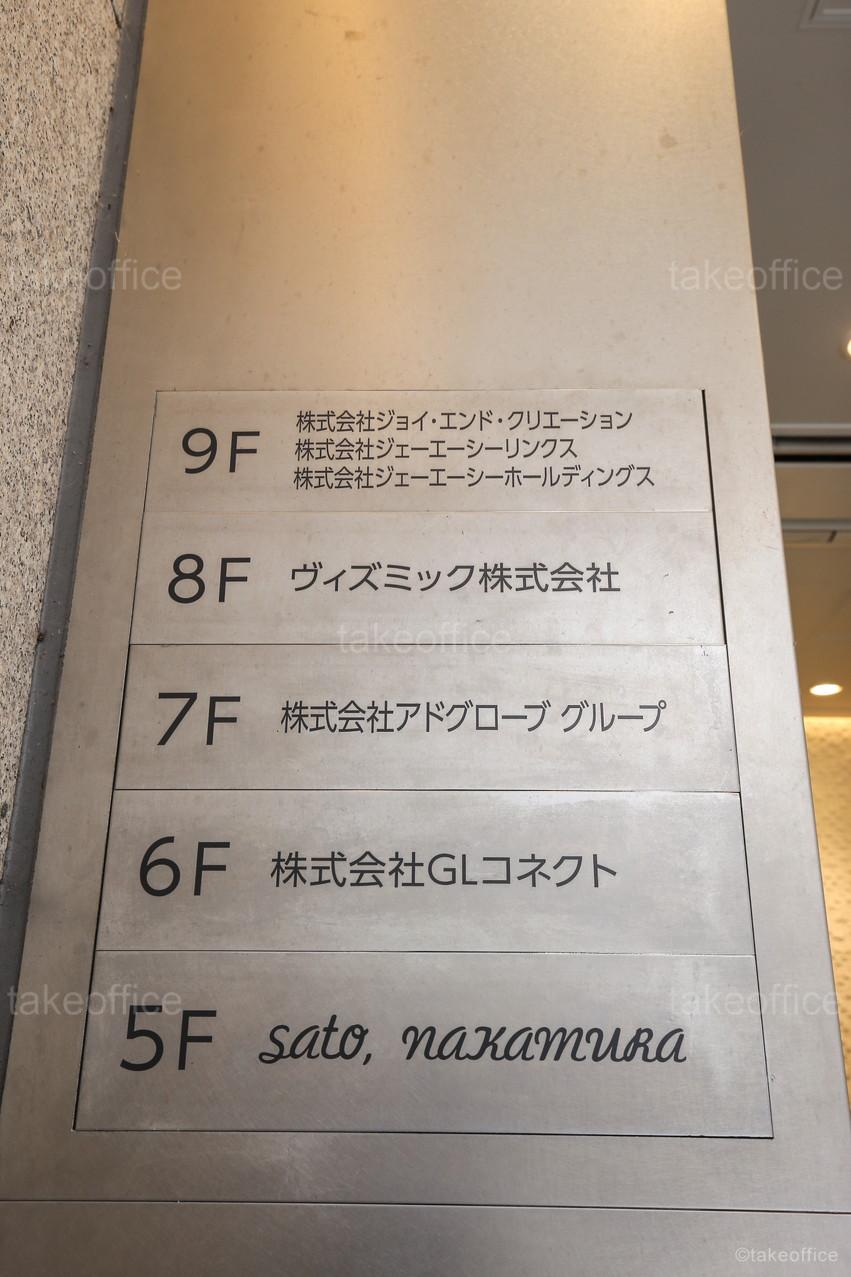 takeoffice takeoffice
9F 株式会社ジョイ・エンド・クリエーション
株式会社ジェーエーシーリンクス
株式会社ジェーエーシーホールディングス
8F ヴィズミック株式会社
takeoffice
7F 株式会社アドグローブ グループ
6F 株式会社GLコネクト
takeoffice takeoffice
5F sato, nakamura
©takeoffice